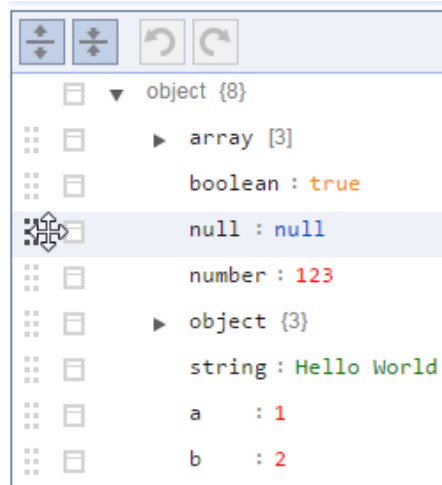 object {8}
array [3]
boolean : true
null : null
number : 123
object {3}
string : Hello World
a : 1
b : 2